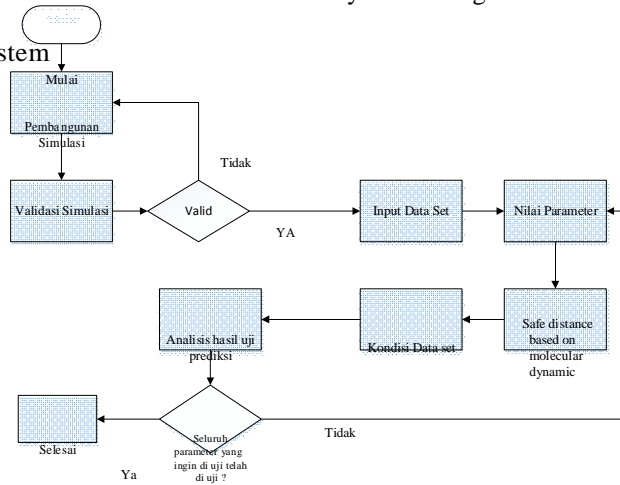 stem
Mulai
Pembangunan
Simulasi
Tidak
Validasi Simulasi
Valid
YA
Input Data Set
Nilai Parameter
Safe distance
based on
molecular
dynamic
Kondisi Data set
Analisis hasil uji
prediksi
Seluruh
parameter yang
ingin di uji telah
di uji ?
Tidak
Selesai
Ya